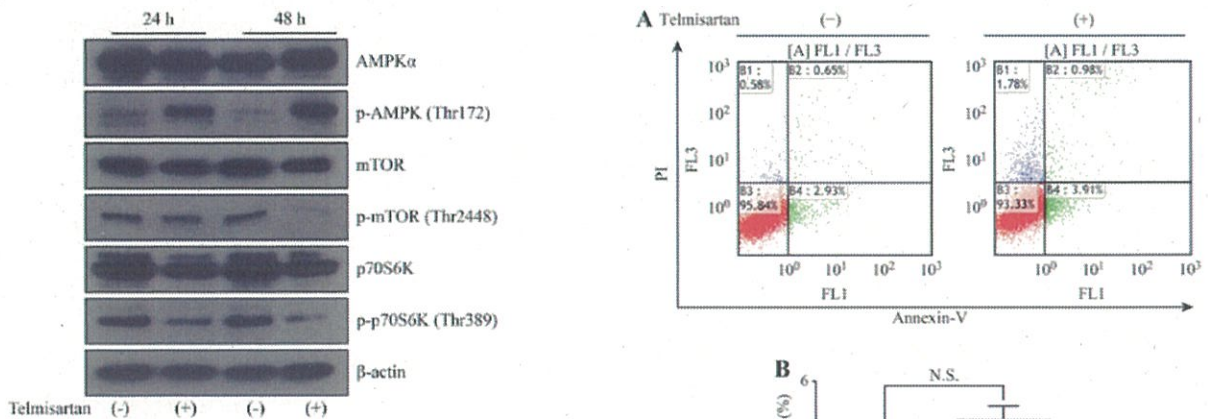 24 h 48 h
AMPKα
p-AMPK (Thr172)
mTOR
p-mTOR (Thr2448)
p70S6K
p-p70S6K (Thr389)
β-actin
Telmisartan (-) (+) (-) (+)
A Telmisartan (−) (+)
[A] FL1 / FL3 [A] FL1 / FL3
10³ B1 : B2 : 0.65% 10³ B1 : B2 : 0.98%
0.58% 1.78%
10² 10²
PI FL3 10¹ FL3 10¹
B3 : B4 : 2.93% B3 : B4 : 3.91%
10⁰ 95.84% 10⁰ 93.33%
10⁰ 10¹ 10² 10³ 10⁰ 10¹ 10² 10³
FL1 FL1
Annexin-V
B 6 N.S.
(%)